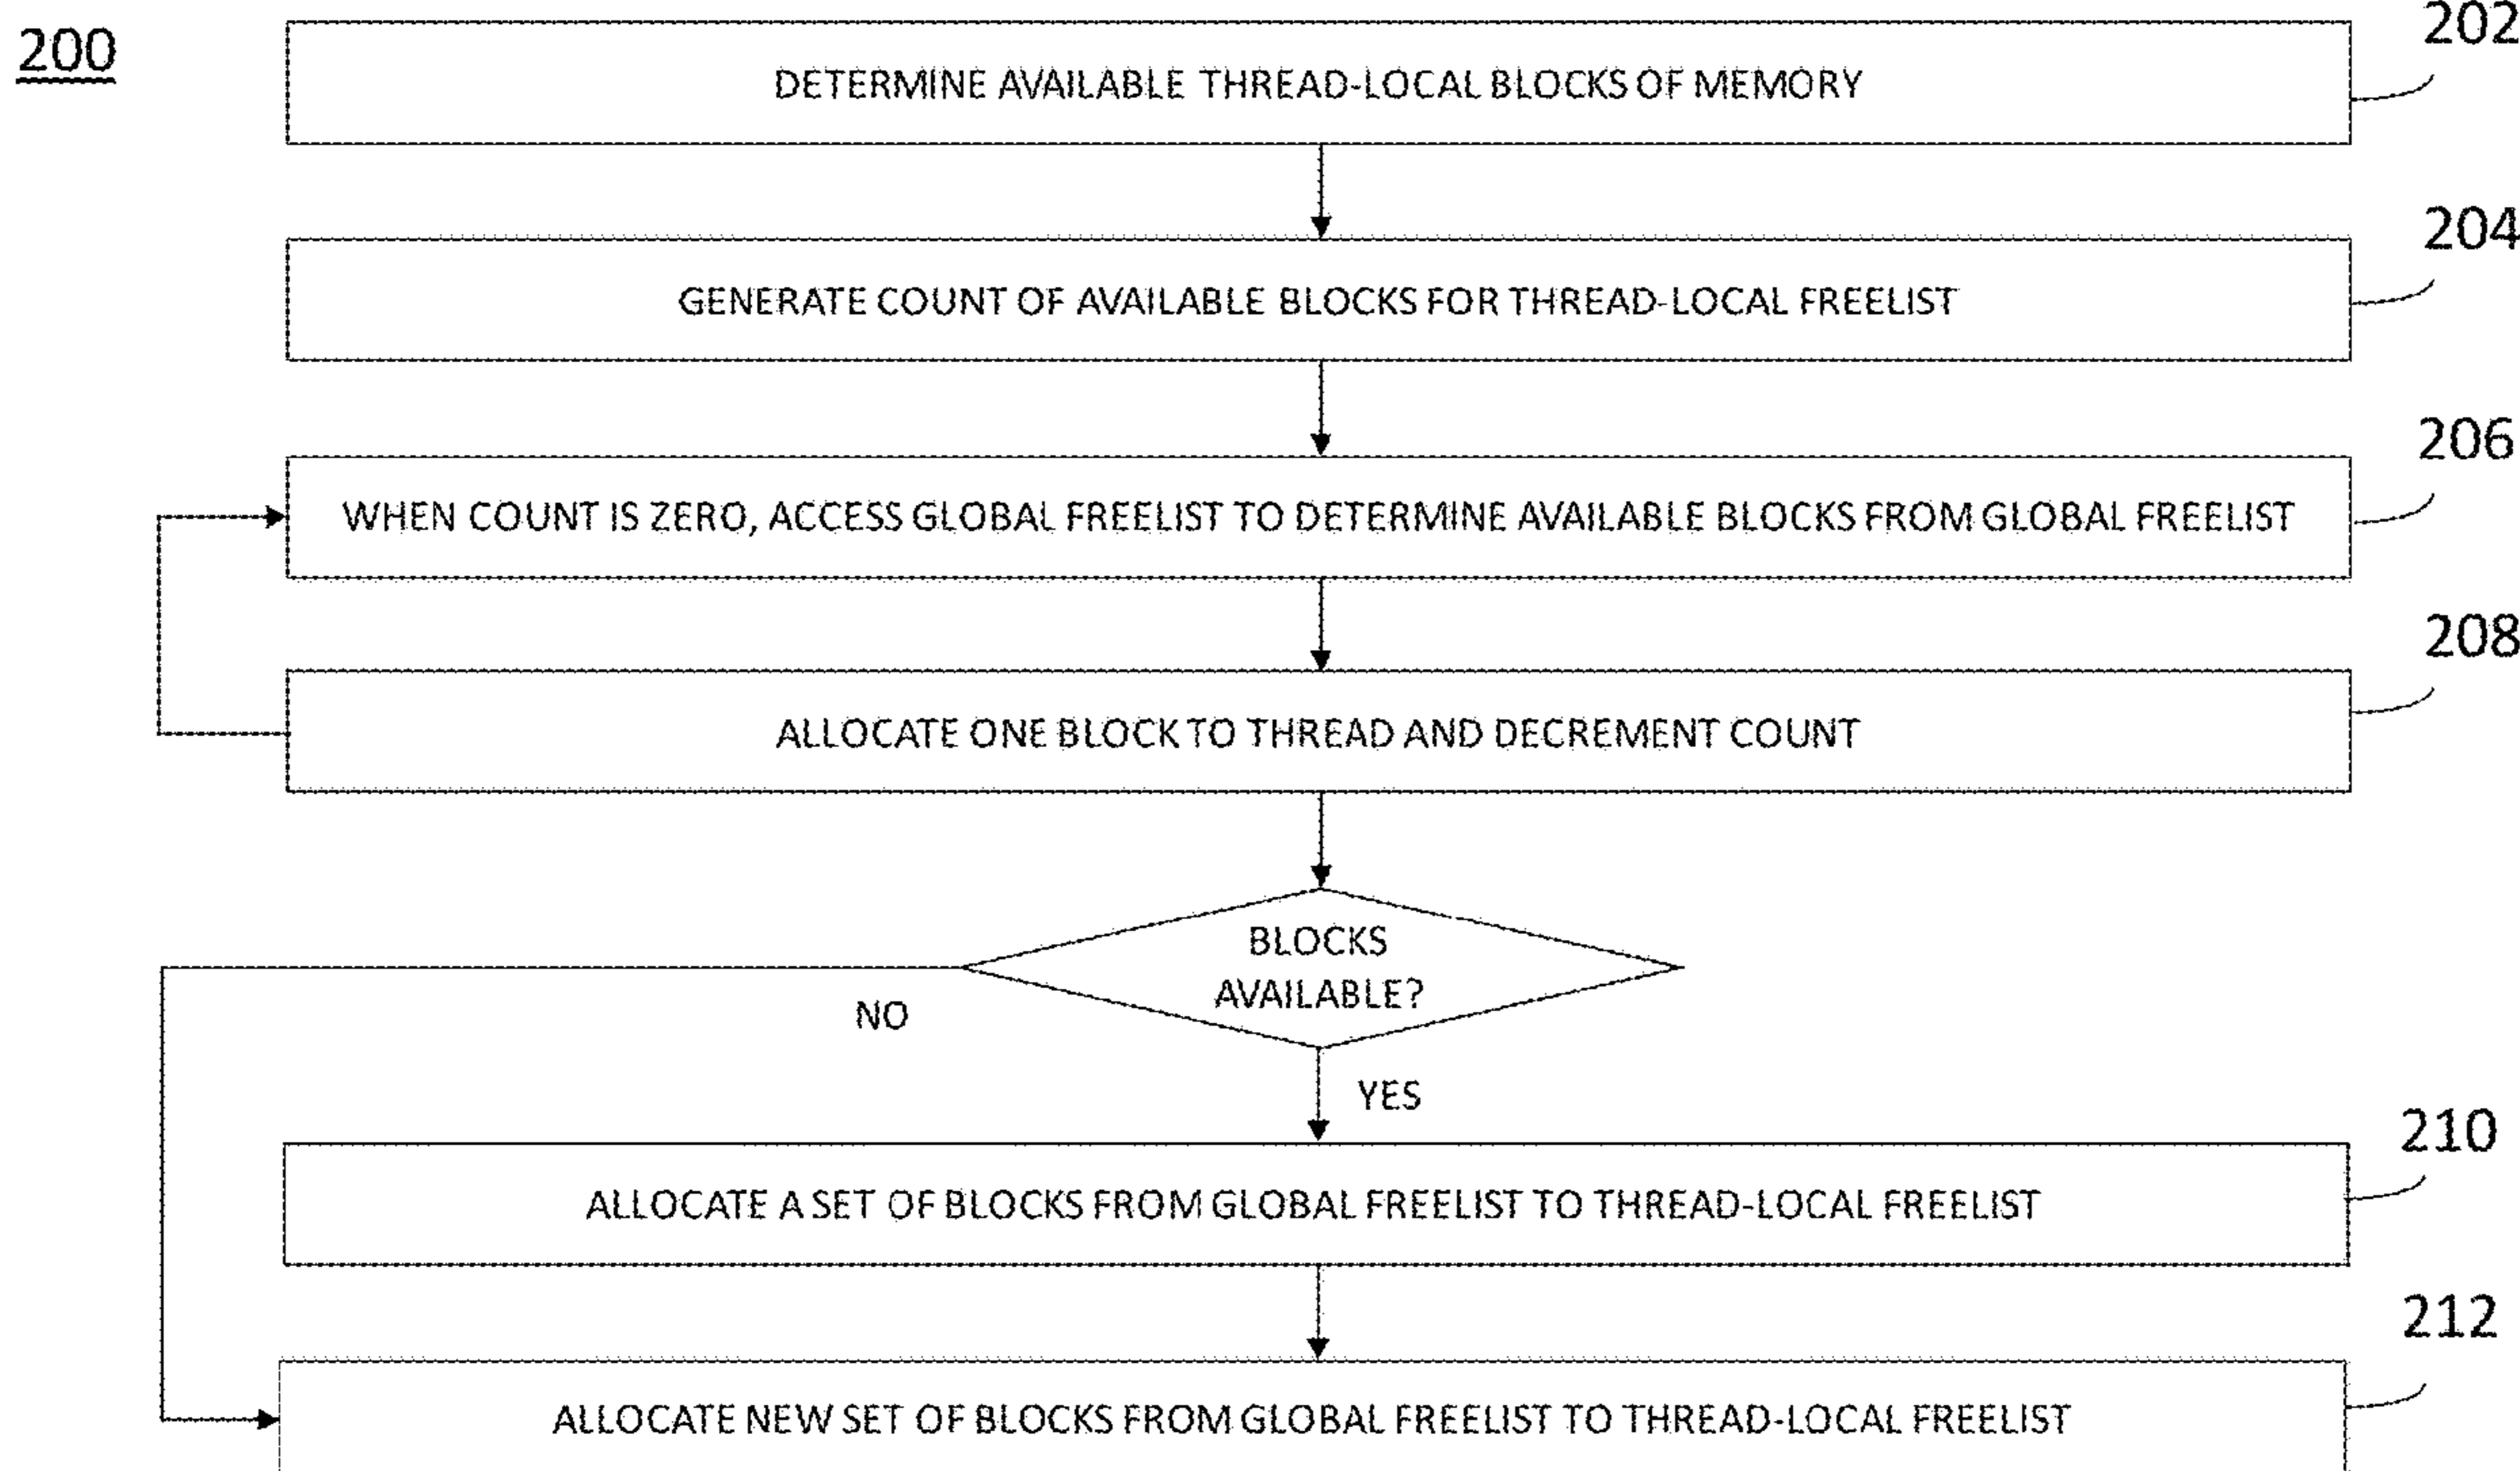 200
202
DETERMINE AVAILABLE THREAD-LOCAL BLOCKS OF MEMORY
204
GENERATE COUNT OF AVAILABLE BLOCKS FOR THREAD-LOCAL FREELIST
206
WHEN COUNT IS ZERO, ACCESS GLOBAL FREELIST TO DETERMINE AVAILABLE BLOCKS FROM GLOBAL FREELIST
208
ALLOCATE ONE BLOCK TO THREAD AND DECREMENT COUNT
BLOCKS
AVAILABLE?
NO
YES
210
ALLOCATE A SET OF BLOCKS FROM GLOBAL FREELIST TO THREAD-LOCAL FREELIST
212
ALLOCATE NEW SET OF BLOCKS FROM GLOBAL FREELIST TO THREAD-LOCAL FREELIST